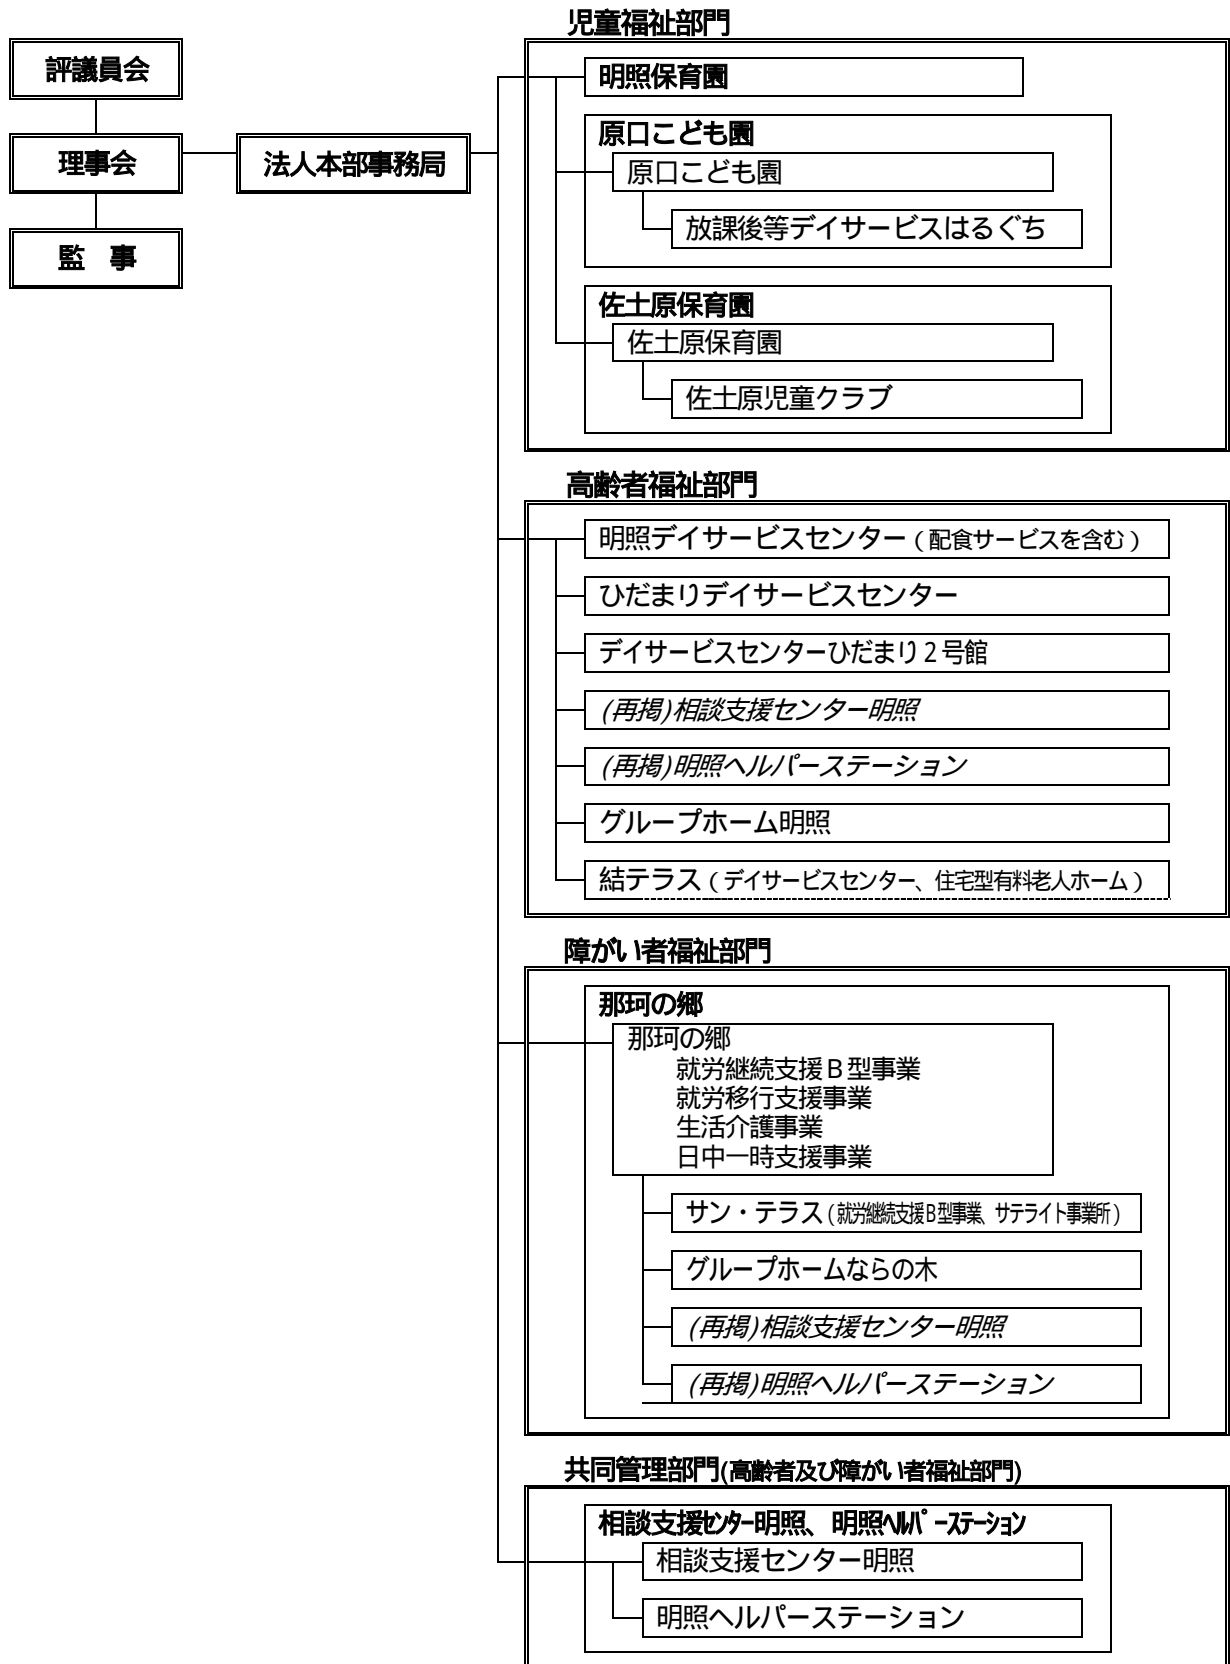 児童福祉部門
評議員会
明照保育園
原口こども園
理事会
法人本部事務局
原口こども園
放課後等デイサービスはるぐち
監　事
佐土原保育園
佐土原保育園
佐土原児童クラブ
高齢者福祉部門
明照デイサービスセンター（配食サービスを含む）
ひだまりデイサービスセンター
デイサービスセンターひだまり２号館
(再掲)相談支援センター明照
(再掲)明照ヘルパーステーション
グループホーム明照
結テラス（デイサービスセンター、住宅型有料老人ホーム）
障がい者福祉部門
那珂の郷
那珂の郷
就労継続支援Ｂ型事業
就労移行支援事業
生活介護事業
日中一時支援事業
サン・テラス（就労継続支援Ｂ型事業、サテライト事業所）
グループホームならの木
(再掲)相談支援センター明照
(再掲)明照ヘルパーステーション
共同管理部門(高齢者及び障がい者福祉部門)
相談支援ｾﾝﾀｰ明照、明照ﾍﾙﾊﾟｰｽﾃｰｼｮﾝ
相談支援センター明照
明照ヘルパーステーション